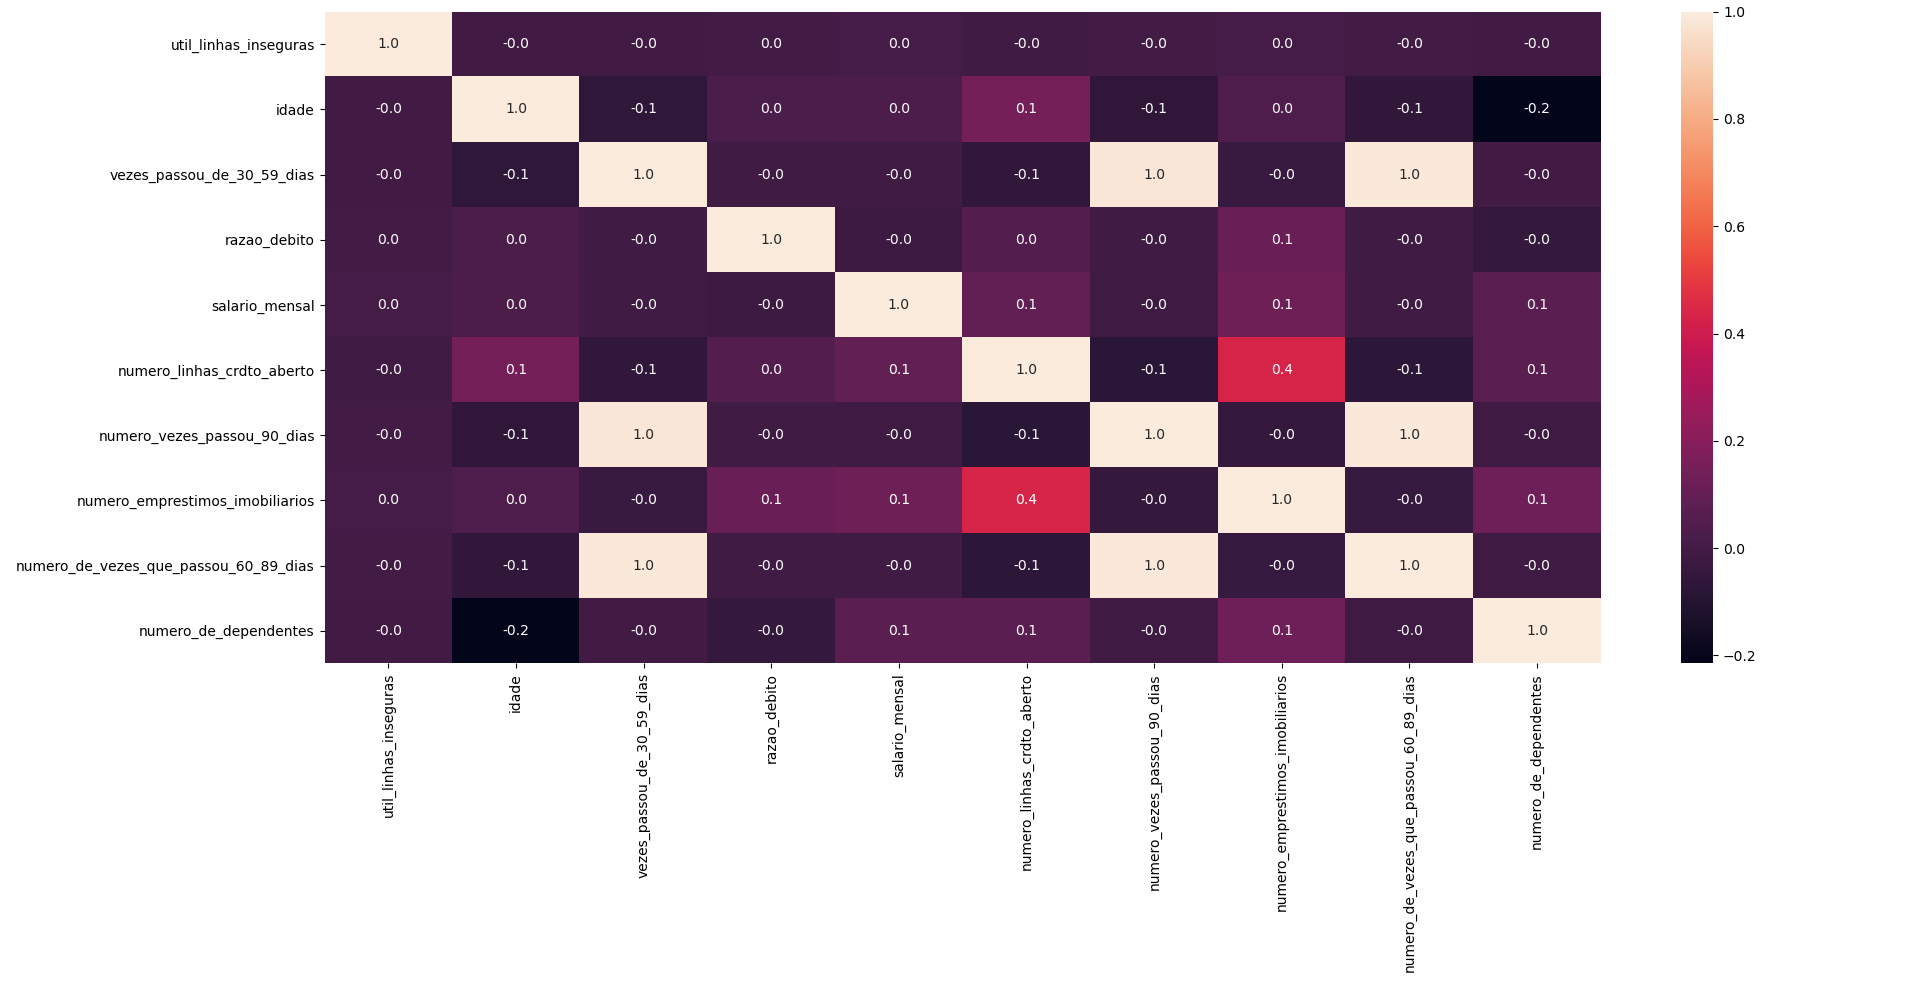 util_linhas_inseguras 1.0 -0.0 -0.0 0.0 0.0 -0.0 -0.0 0.0 -0.0 -0.0
idade -0.0 1.0 -0.1 0.0 0.0 0.1 -0.1 0.0 -0.1 -0.2
vezes_passou_de_30_59_dias -0.0 -0.1 1.0 -0.0 -0.0 -0.1 1.0 -0.0 1.0 -0.0
razao_debito 0.0 0.0 -0.0 1.0 -0.0 0.0 -0.0 0.1 -0.0 -0.0
salario_mensal 0.0 0.0 -0.0 -0.0 1.0 0.1 -0.0 0.1 -0.0 0.1
numero_linhas_crdto_aberto -0.0 0.1 -0.1 0.0 0.1 1.0 -0.1 0.4 -0.1 0.1
numero_vezes_passou_90_dias -0.0 -0.1 1.0 -0.0 -0.0 -0.1 1.0 -0.0 1.0 -0.0
numero_emprestimos_imobiliarios 0.0 0.0 -0.0 0.1 0.1 0.4 -0.0 1.0 -0.0 0.1
numero_de_vezes_que_passou_60_89_dias -0.0 -0.1 1.0 -0.0 -0.0 -0.1 1.0 -0.0 1.0 -0.0
numero_de_dependentes -0.0 -0.2 -0.0 -0.0 0.1 0.1 -0.0 0.1 -0.0 1.0
util_linhas_inseguras
idade
vezes_passou_de_30_59_dias
razao_debito
salario_mensal
numero_linhas_crdto_aberto
numero_vezes_passou_90_dias
numero_emprestimos_imobiliarios
numero_de_vezes_que_passou_60_89_dias
numero_de_dependentes
1.0
0.8
0.6
0.4
0.2
0.0
−0.2